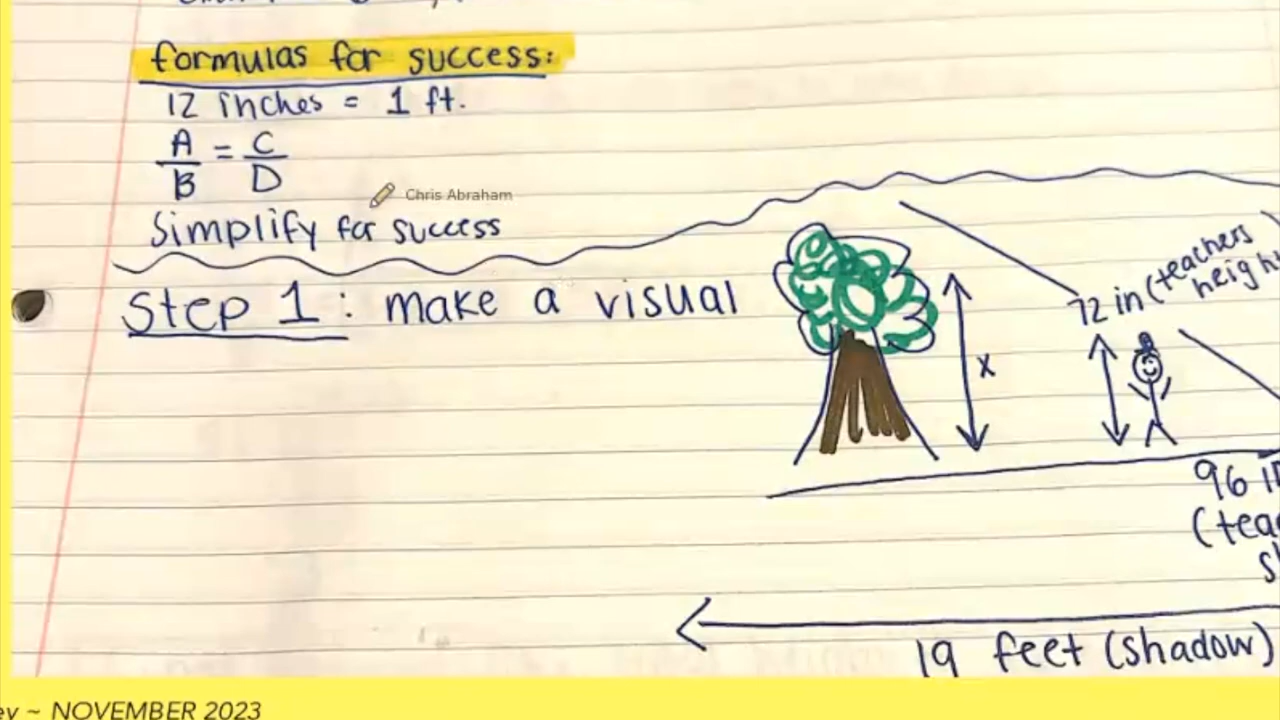 formulas for success:
12 inches = 1 ft.
A/B = C/D
Chris Abraham
Simplify for success
Step 1: make a visual
72 in (teachers
x
96
19 feet (shadow)
~ NOVEMBER 2023